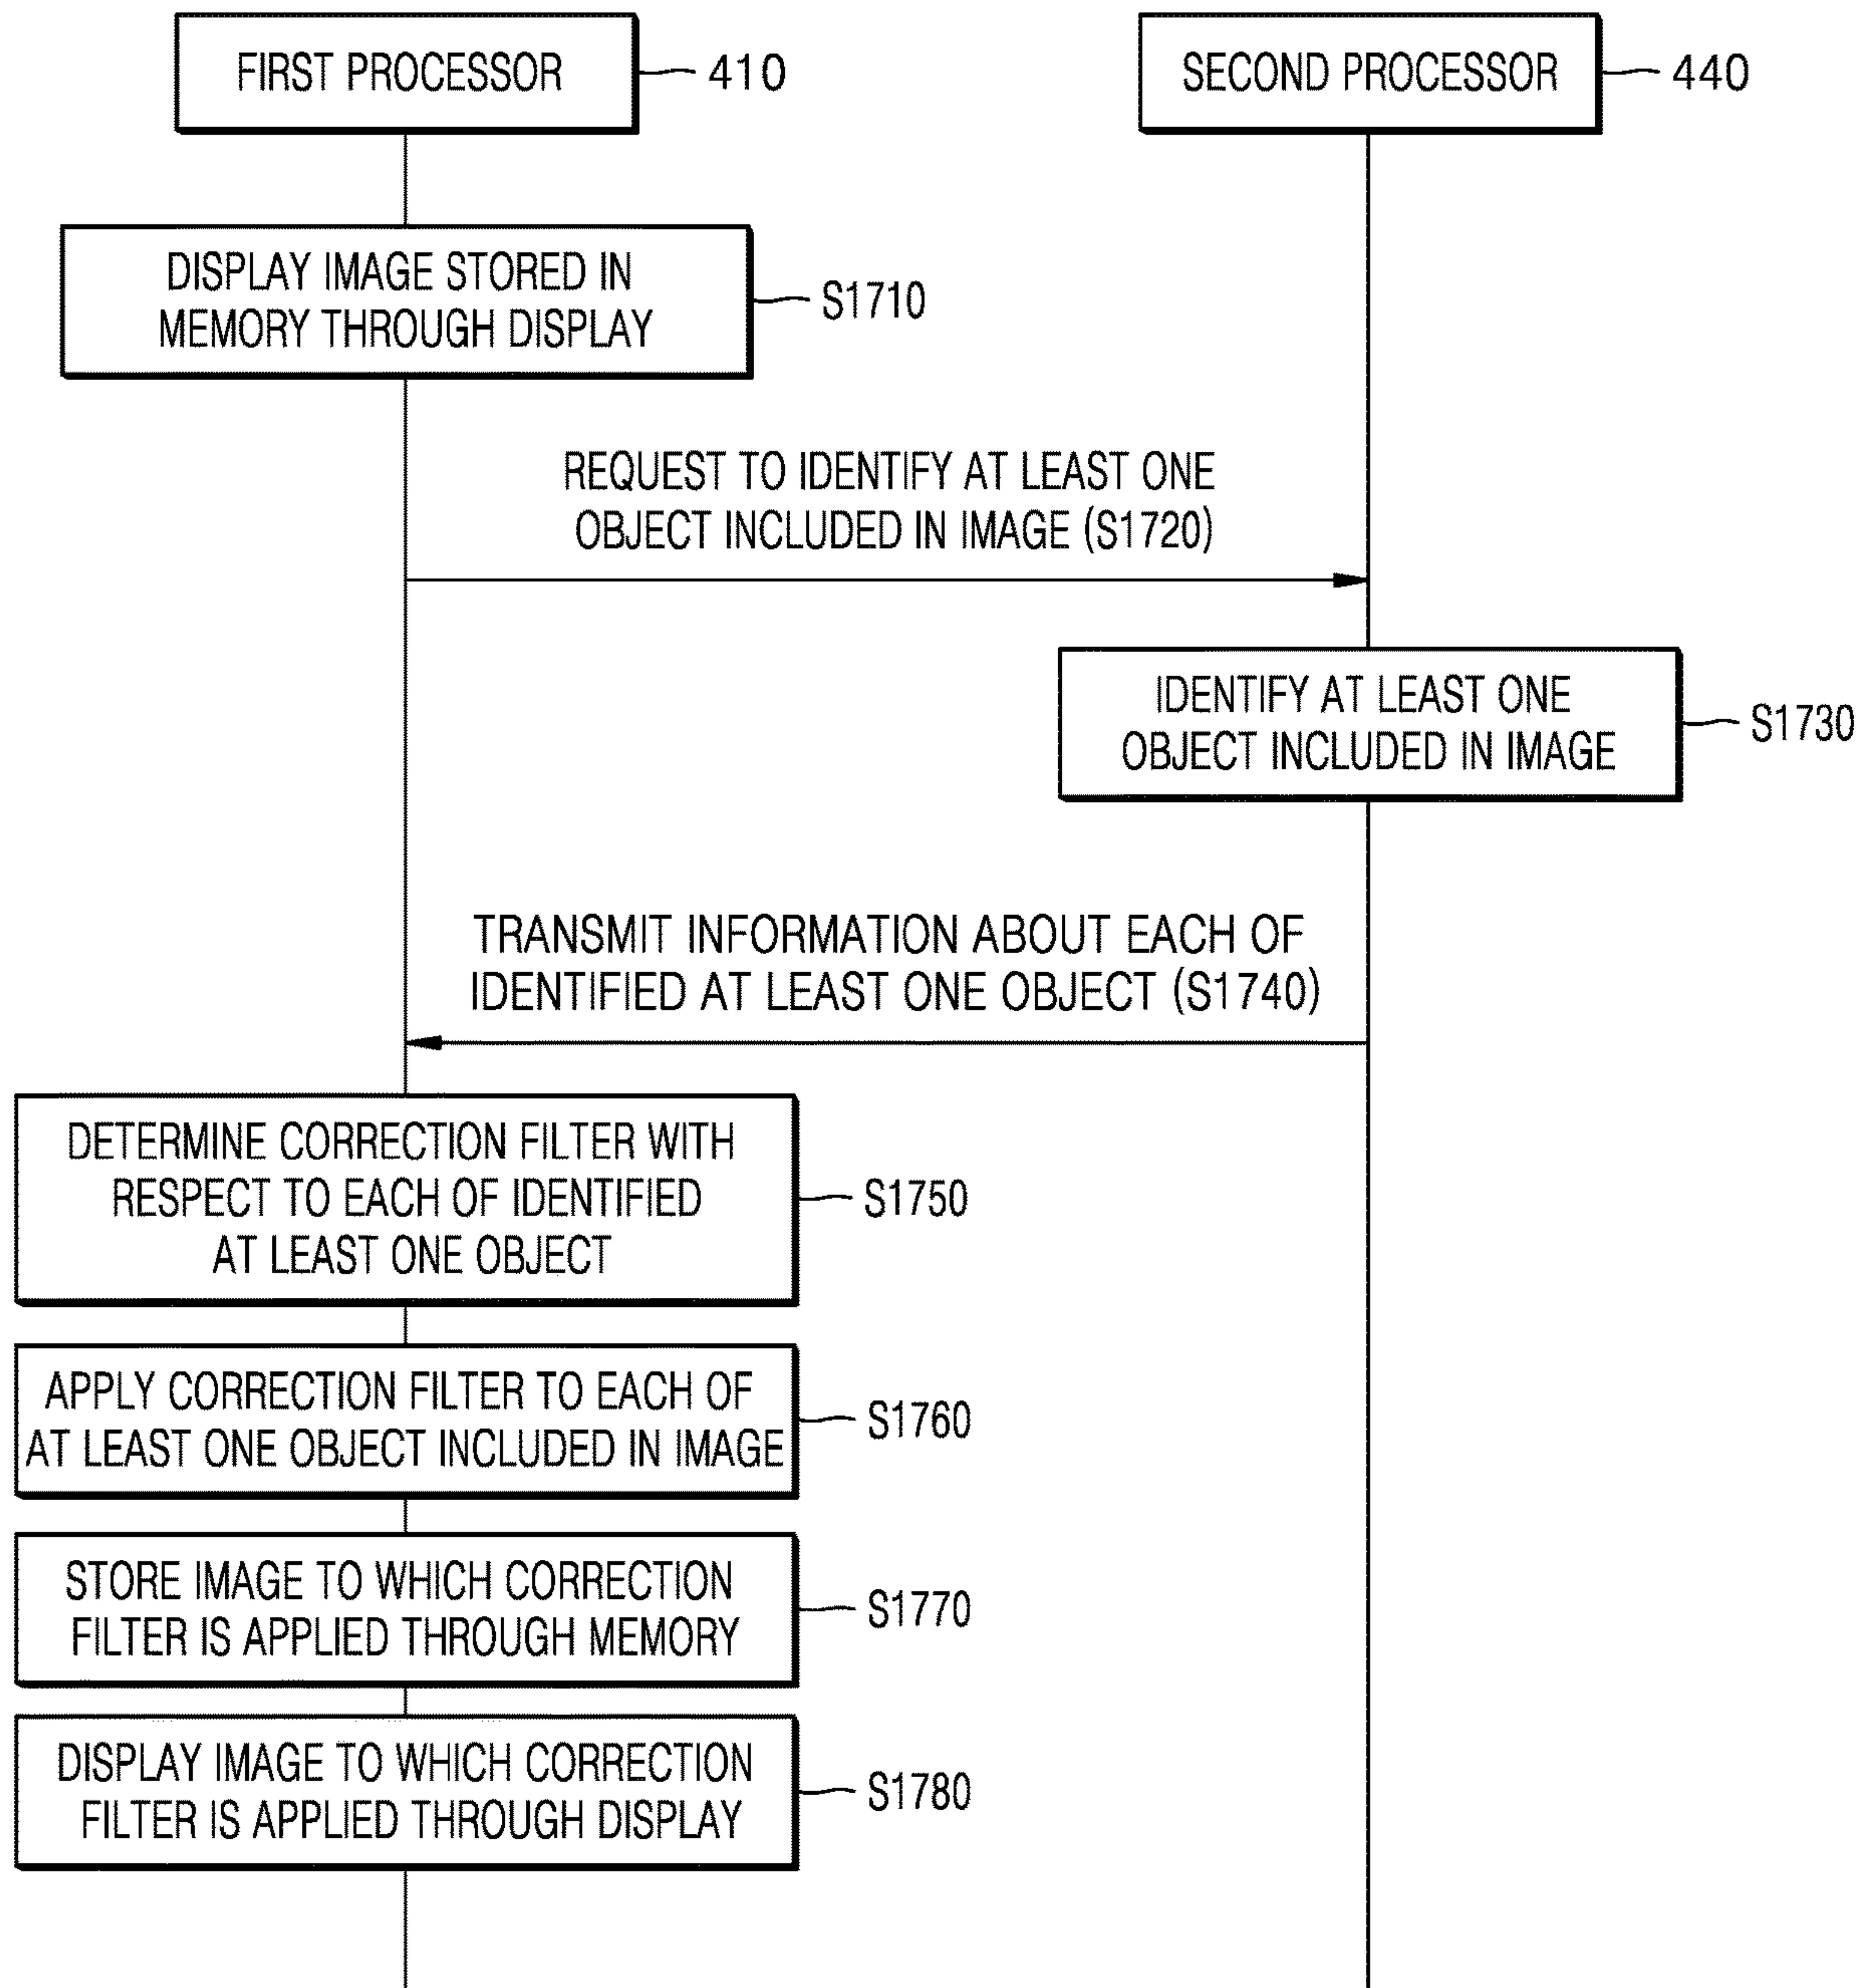 FIRST PROCESSOR
410
SECOND PROCESSOR
440
DISPLAY IMAGE STORED IN
MEMORY THROUGH DISPLAY
S1710
REQUEST TO IDENTIFY AT LEAST ONE
OBJECT INCLUDED IN IMAGE (S1720)
IDENTIFY AT LEAST ONE
OBJECT INCLUDED IN IMAGE
S1730
TRANSMIT INFORMATION ABOUT EACH OF
IDENTIFIED AT LEAST ONE OBJECT (S1740)
DETERMINE CORRECTION FILTER WITH
RESPECT TO EACH OF IDENTIFIED
AT LEAST ONE OBJECT
S1750
APPLY CORRECTION FILTER TO EACH OF
AT LEAST ONE OBJECT INCLUDED IN IMAGE
S1760
STORE IMAGE TO WHICH CORRECTION
FILTER IS APPLIED THROUGH MEMORY
S1770
DISPLAY IMAGE TO WHICH CORRECTION
FILTER IS APPLIED THROUGH DISPLAY
S1780